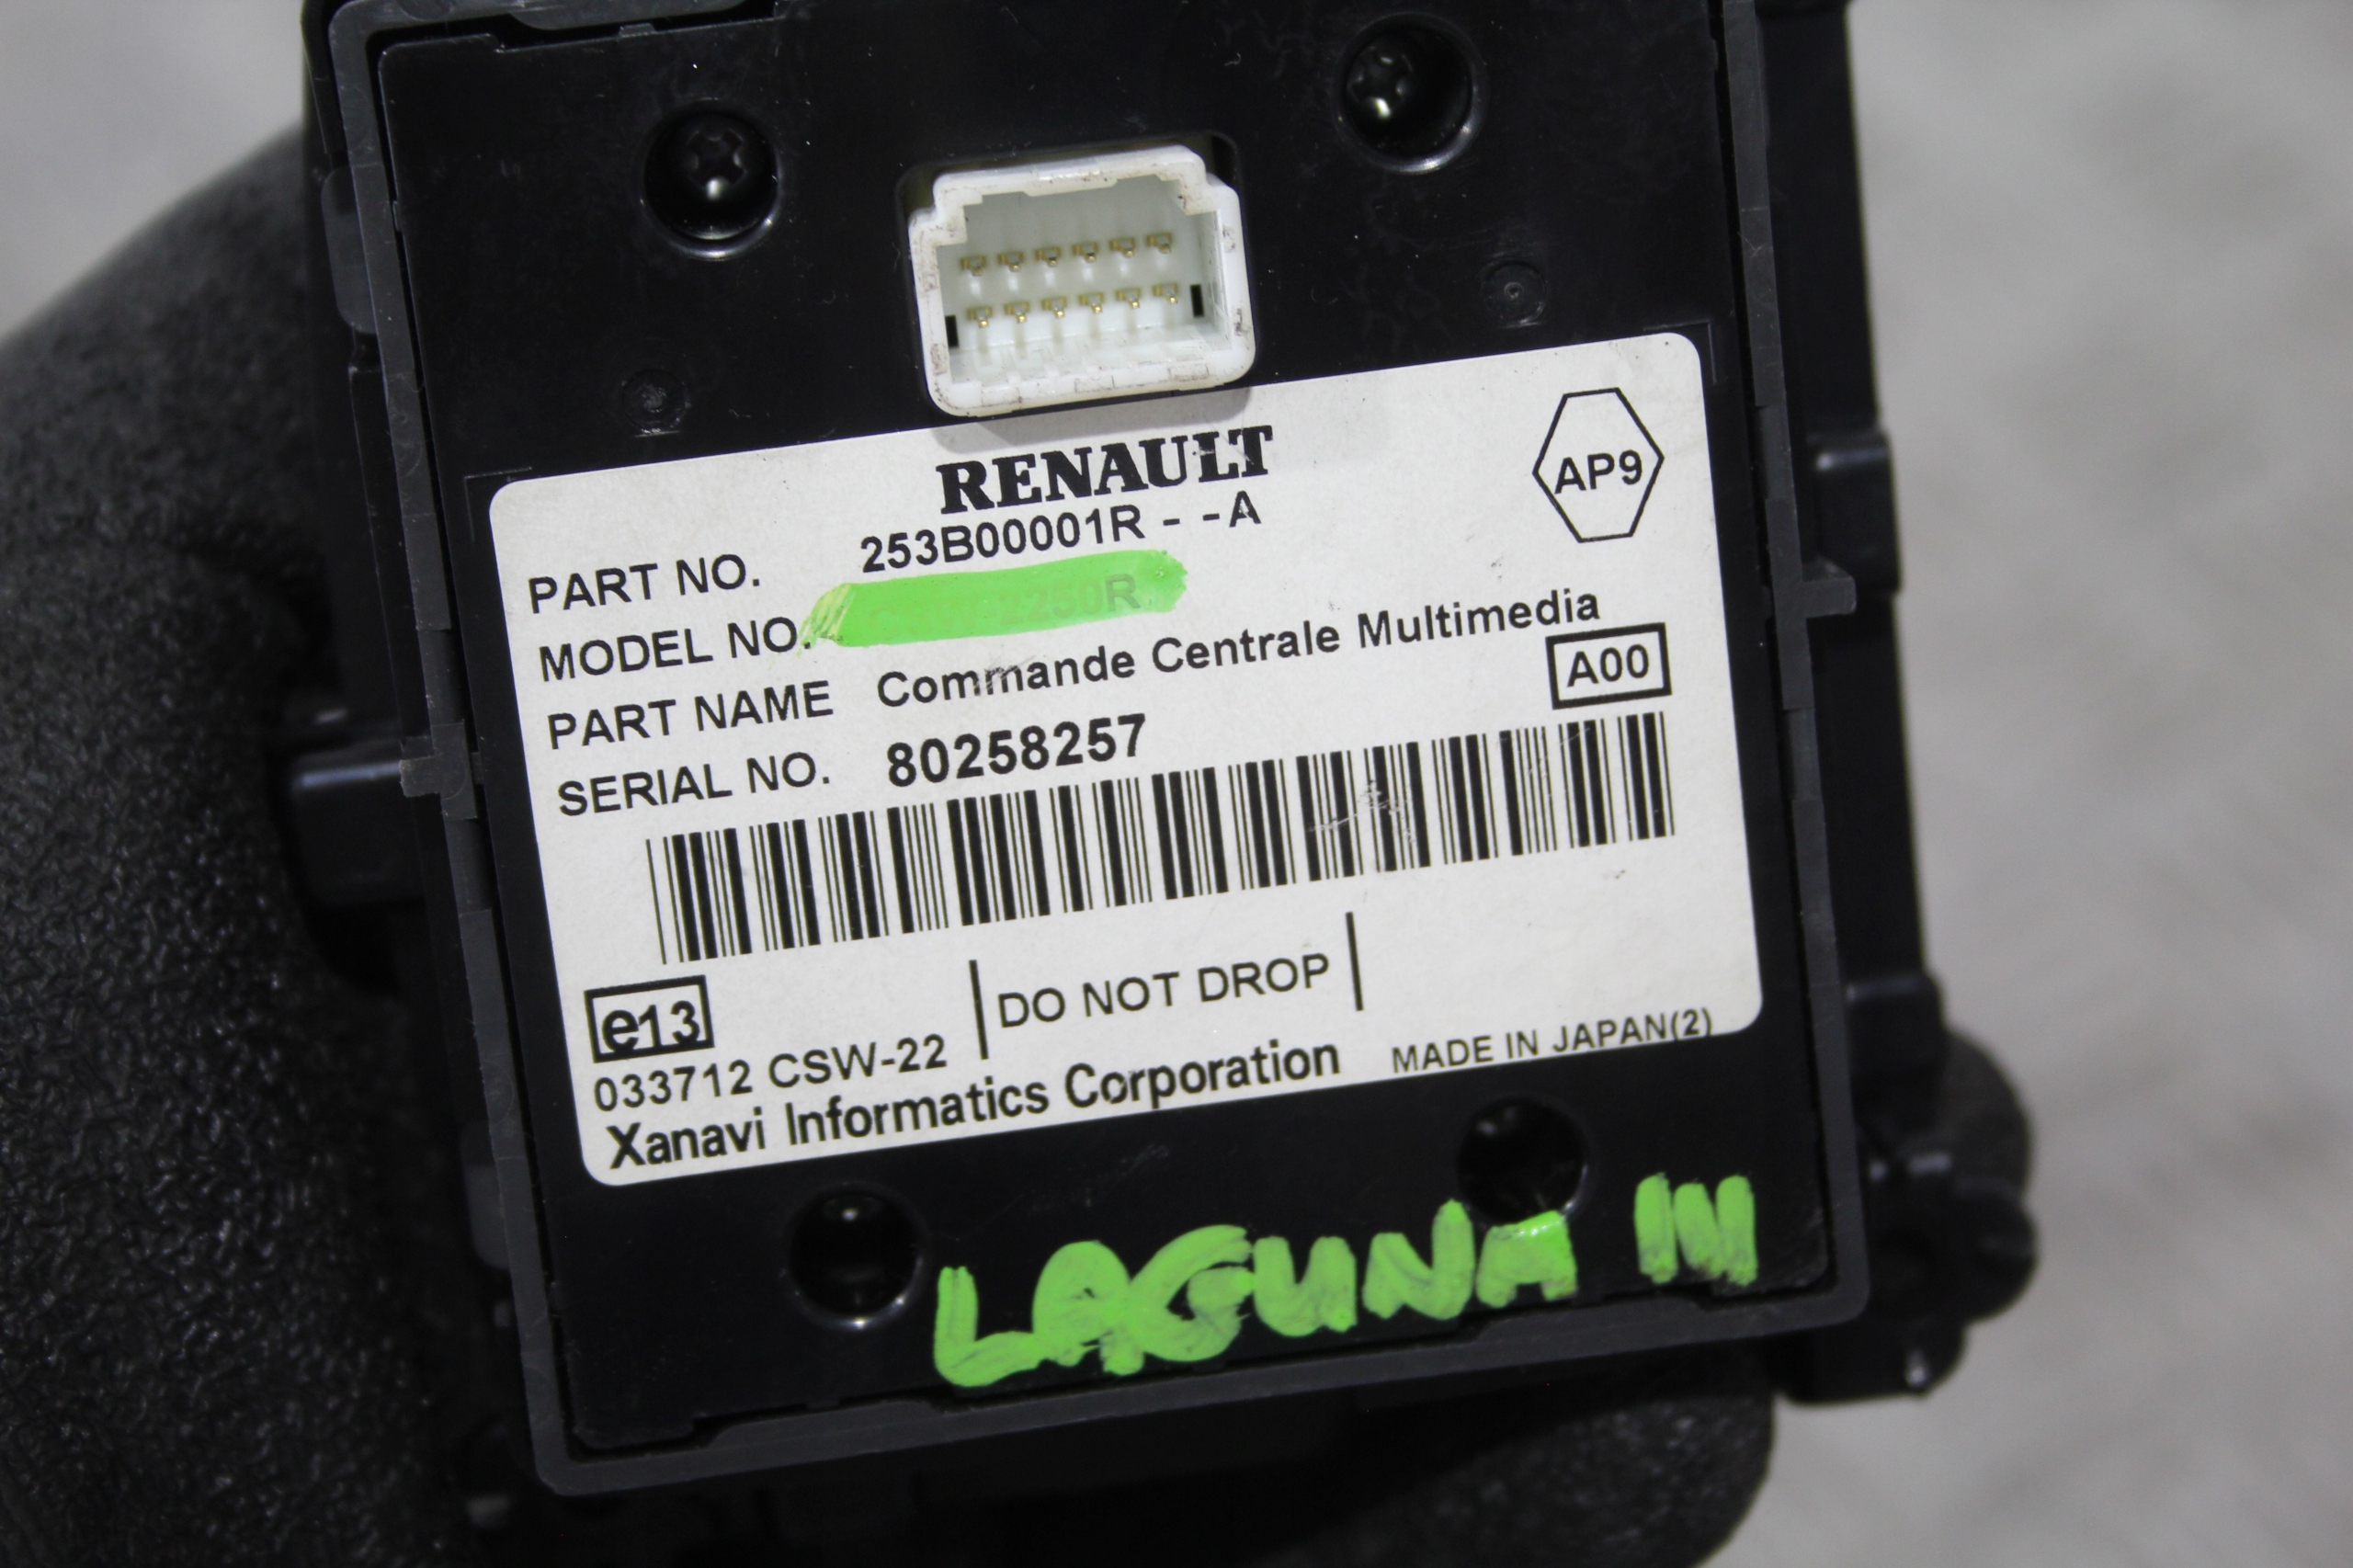 RENAULT
AP9
PART NO. 253B00001R - -A
MODEL NO.
PART NAME Commande Centrale Multimedia
A00
SERIAL NO. 80258257
e13
DO NOT DROP
033712 CSW-22
MADE IN JAPAN(2)
Xanavi Informatics Corporation
LAGUNA III